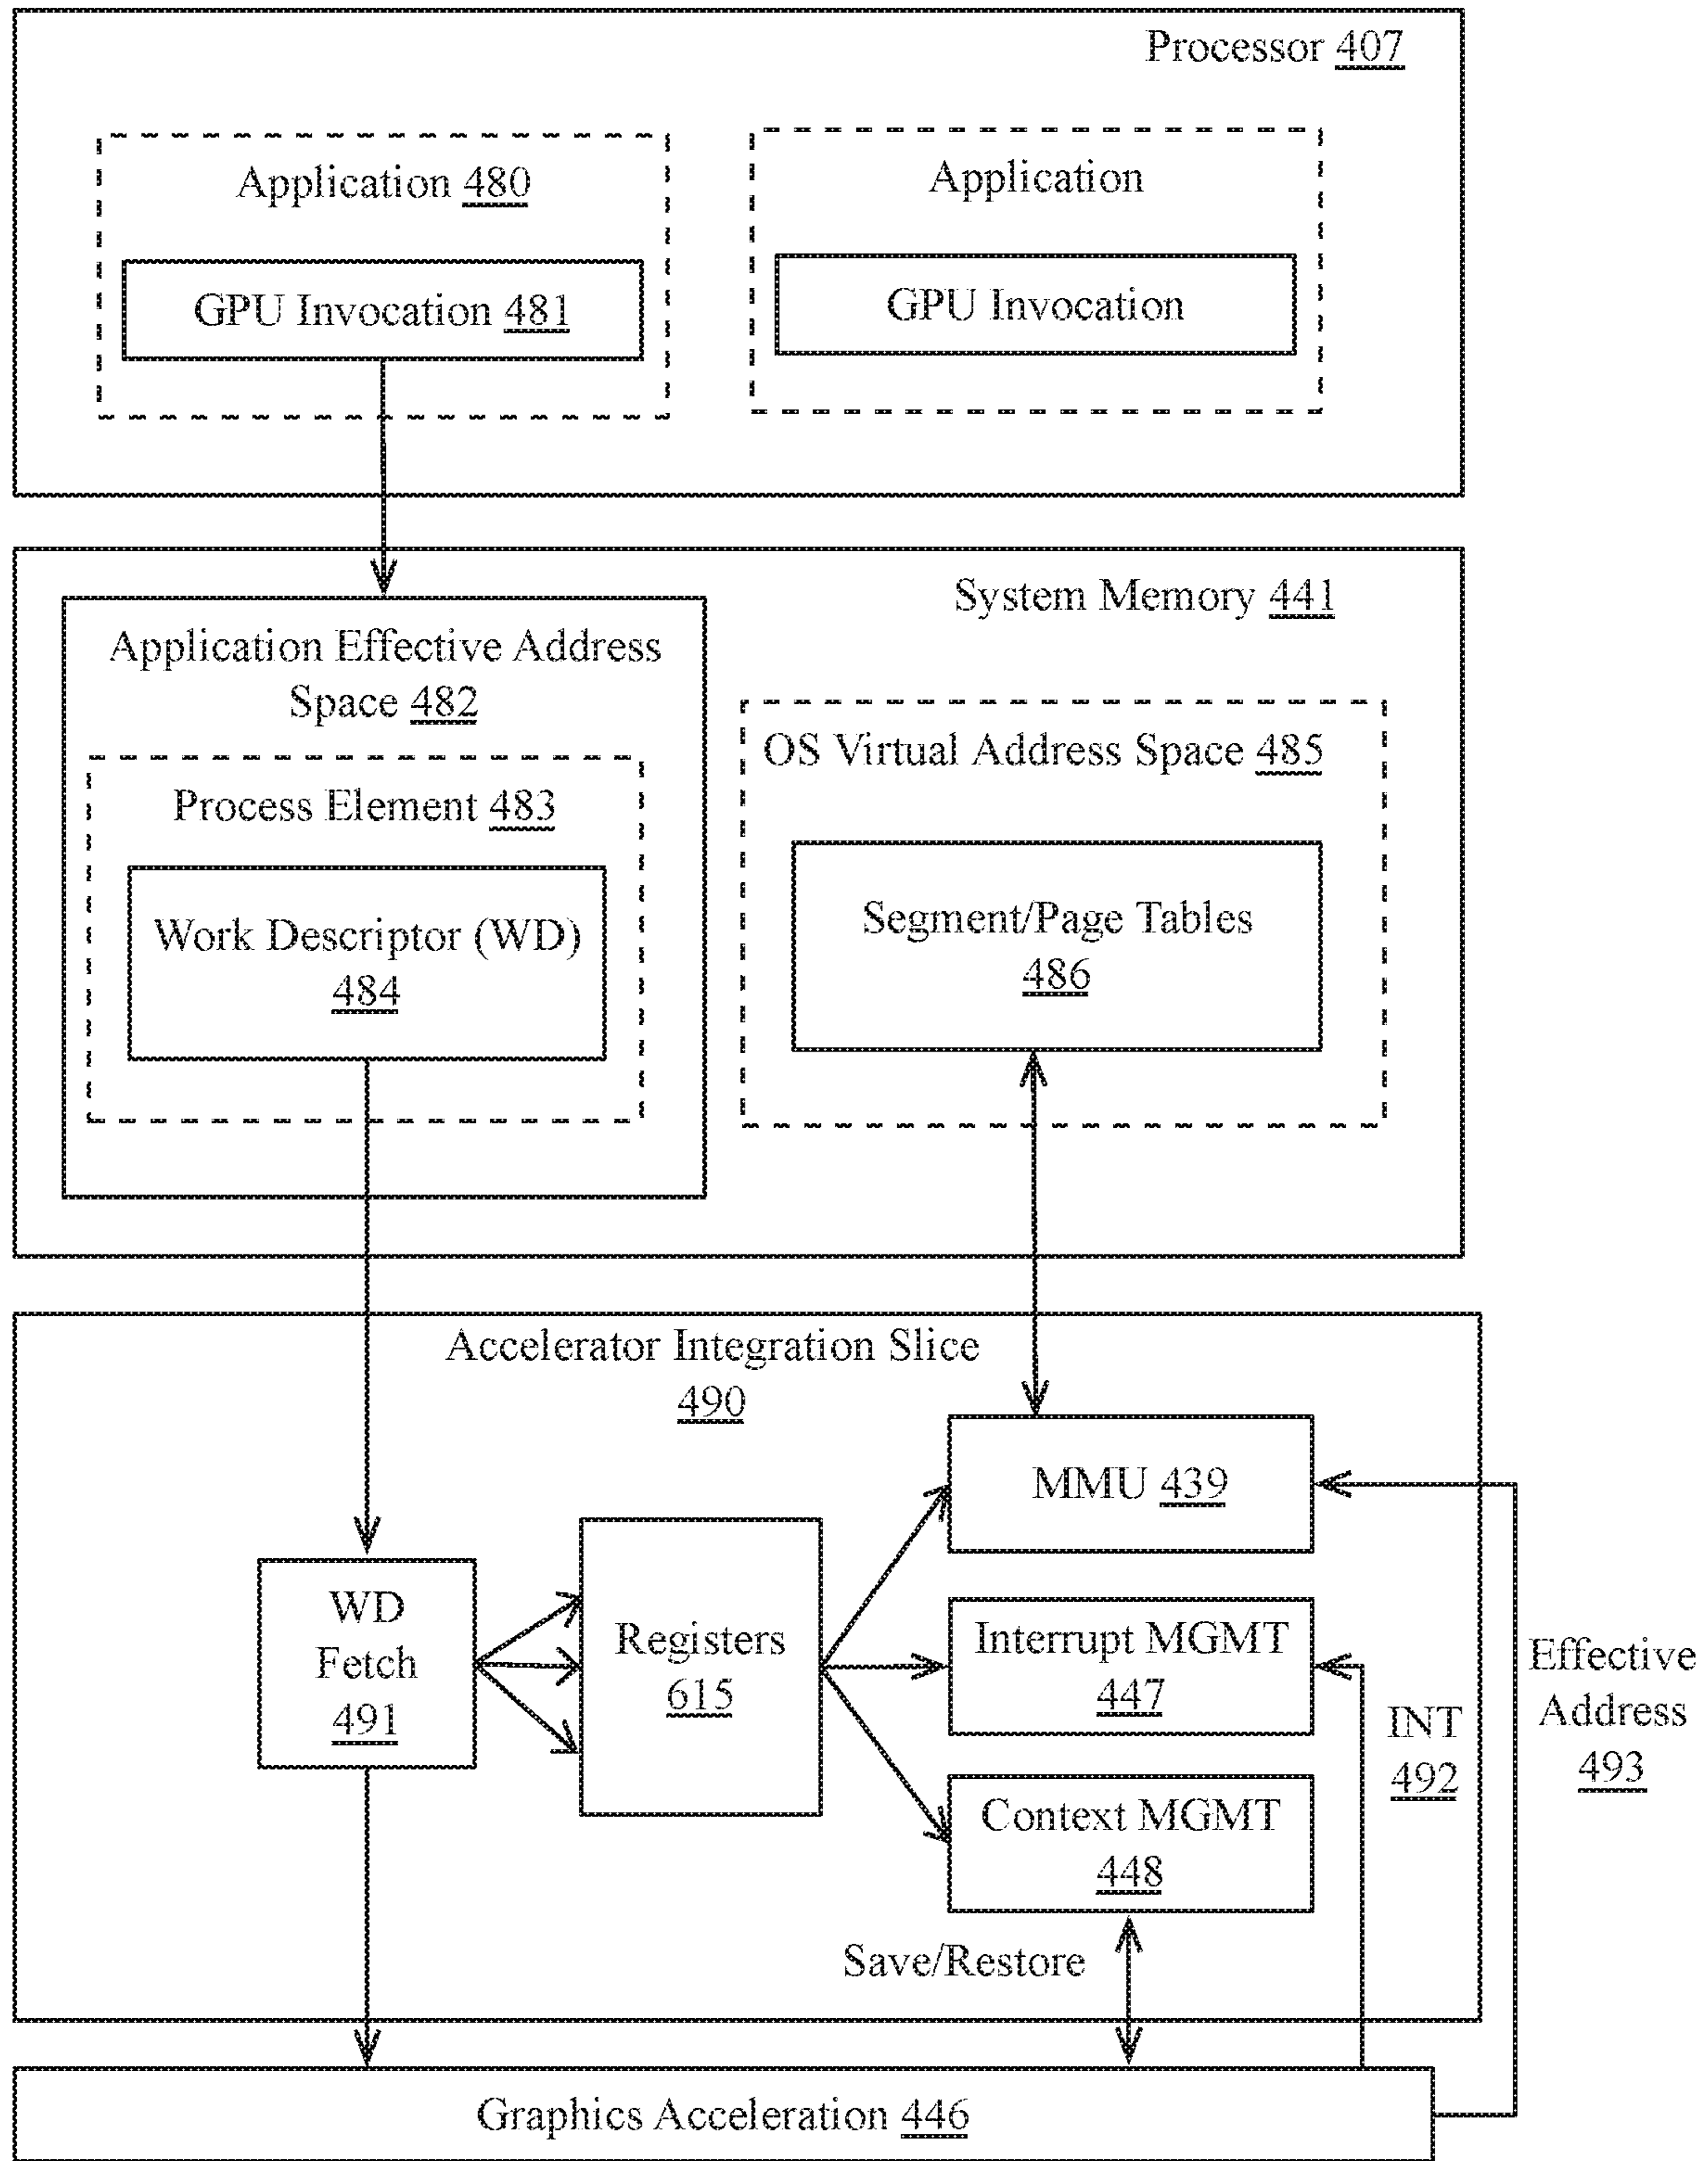 Processor 407
Application 480
GPU Invocation 481
Application
GPU Invocation
System Memory 441
Application Effective Address
Space 482
Process Element 483
Work Descriptor (WD)
484
OS Virtual Address Space 485
Segment/Page Tables
486
Accelerator Integration Slice
490
WD
Fetch
491
Registers
615
MMU 439
Interrupt MGMT
447
Context MGMT
448
Save/Restore
INT
492
Effective
Address
493
Graphics Acceleration 446